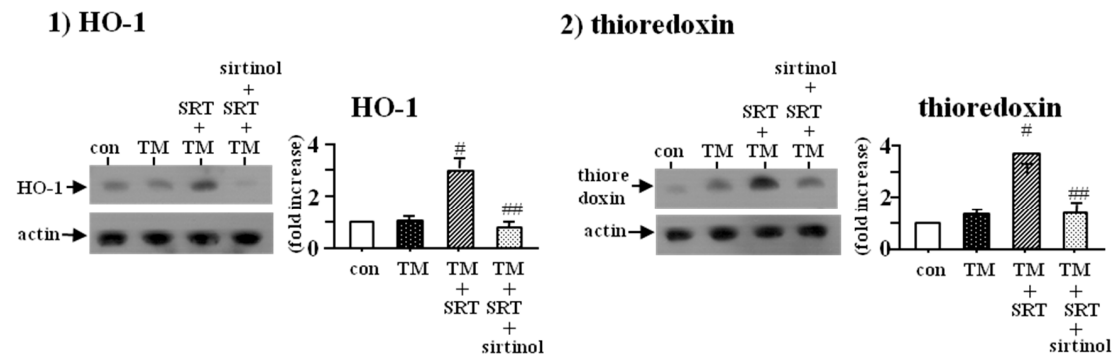 1) HO-1
sirtinol
+
SRT SRT
+ +
con TM TM TM
HO-1
actin
HO-1
(fold increase)
4
2
0
#
##
con TM TM TM
+ +
SRT SRT
+
sirtinol
2) thioredoxin
sirtinol
+
SRT SRT
+ +
con TM TM TM
thiore
doxin
actin
thioredoxin
(fold increase)
4
2
0
#
##
con TM TM TM
+ +
SRT SRT
+
sirtinol